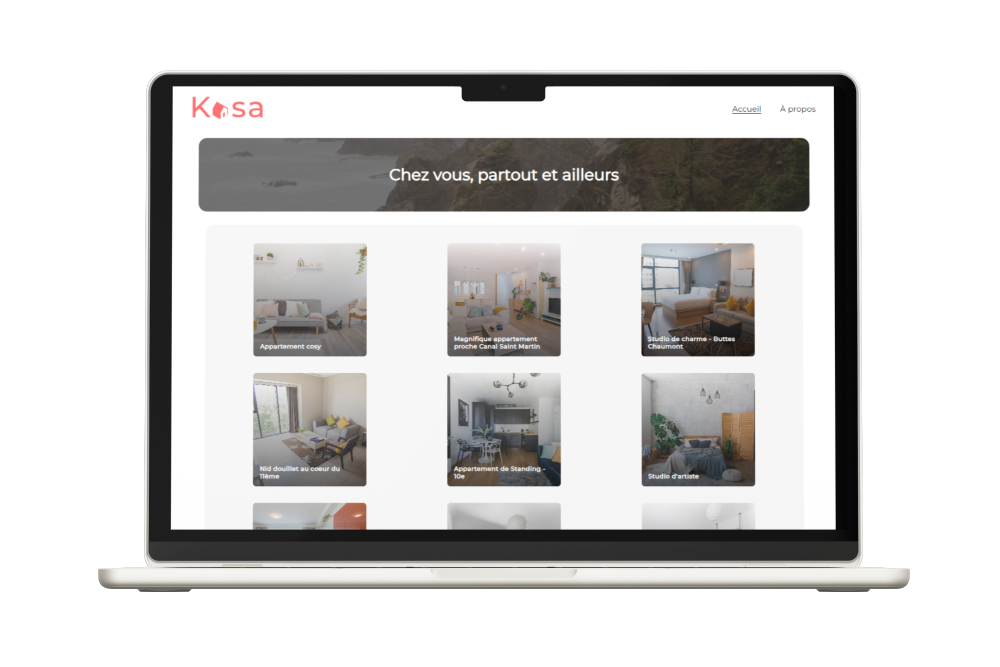 Kasa
Accueil À propos
Chez vous, partout et ailleurs
Appartement cosy
Magnifique appartement
proche Canal Saint Martin
Studio de charme - Buttes
Chaumont
Nid douillet au coeur du
11ème
Appartement de Standing -
10e
Studio d'artiste